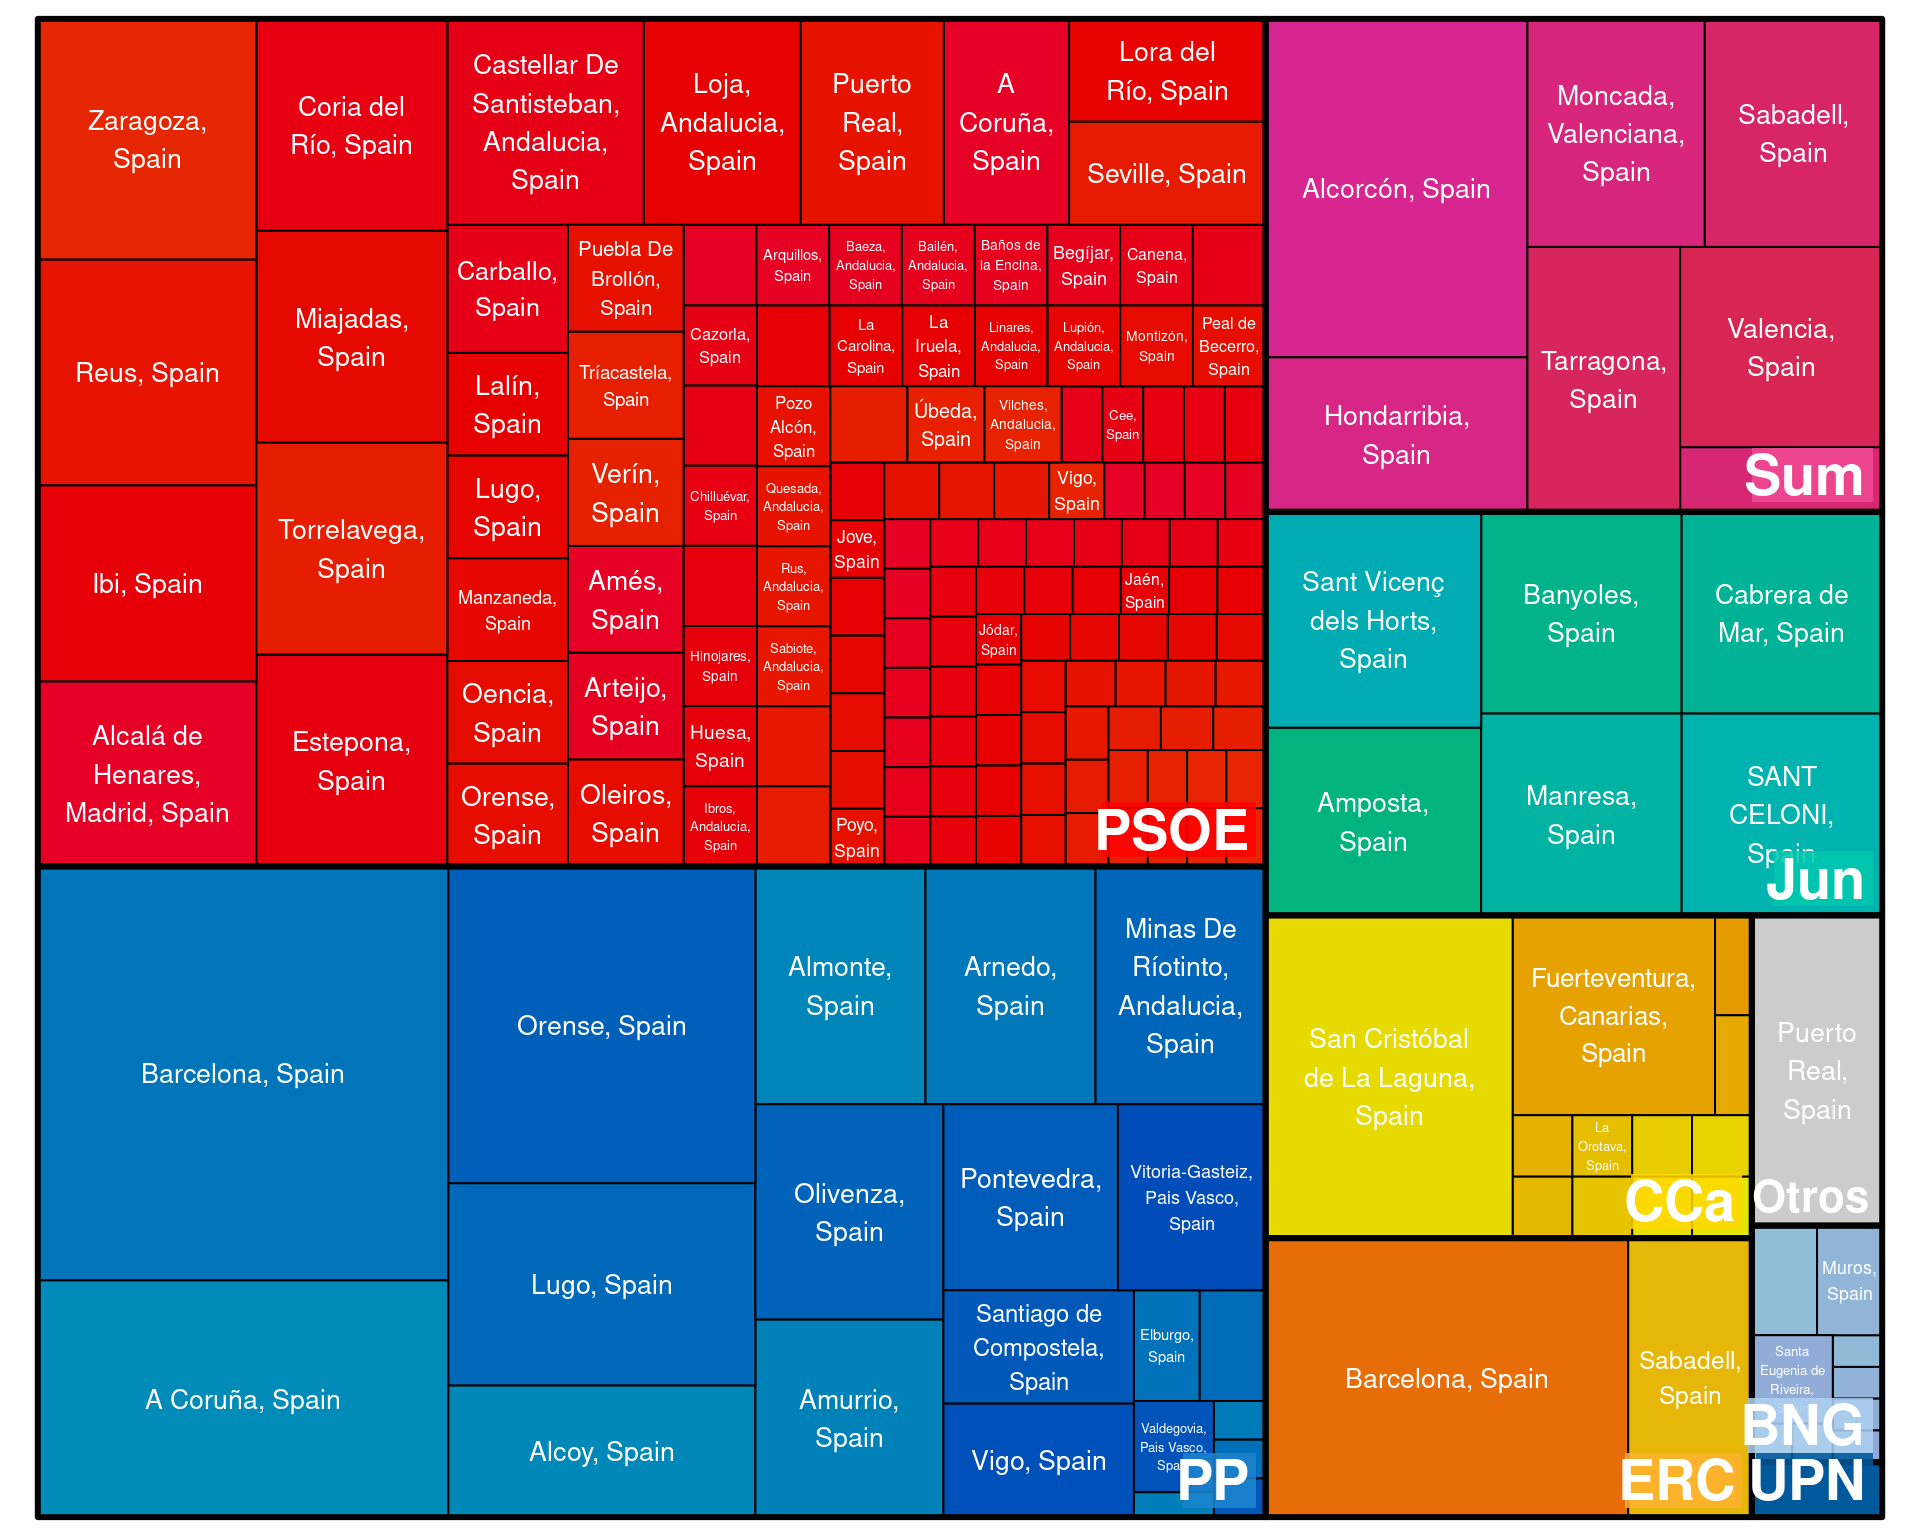 Zaragoza,
Spain
Reus, Spain
Ibi, Spain
Alcalá de
Henares,
Madrid, Spain
Coria del
Río, Spain
Miajadas,
Spain
Torrelavega,
Spain
Estepona,
Spain
Castellar De
Santisteban,
Andalucia,
Spain
Loja,
Andalucia,
Spain
Puerto
Real,
Spain
A
Coruña,
Spain
Lora del
Río, Spain
Seville, Spain
Carballo,
Spain
Lalín,
Spain
Lugo,
Spain
Manzaneda,
Spain
Oencia,
Spain
Orense,
Spain
Puebla De
Brollón,
Spain
Tríacastela,
Spain
Verín,
Spain
Amés,
Spain
Arteijo,
Spain
Oleiros,
Spain
Arquillos,
Spain
Baeza,
Andalucia,
Spain
Bailén,
Andalucia,
Spain
Baños de
la Encina,
Spain
Begíjar,
Spain
Canena,
Spain
Cazorla,
Spain
La
Carolina,
Spain
La
Iruela,
Spain
Linares,
Andalucia,
Spain
Lupión,
Andalucia,
Spain
Montizón,
Spain
Peal de
Becerro,
Spain
Pozo
Alcón,
Spain
Úbeda,
Spain
Vilches,
Andalucia,
Spain
Cee,
Spain
Chilluévar,
Spain
Quesada,
Andalucia,
Spain
Vigo,
Spain
Jove,
Spain
Rus,
Andalucia,
Spain
Jaén,
Spain
Hinojares,
Spain
Sabiote,
Andalucia,
Spain
Jódar,
Spain
Huesa,
Spain
Ibros,
Andalucia,
Spain
Poyo,
Spain
PSOE
Barcelona, Spain
A Coruña, Spain
Orense, Spain
Lugo, Spain
Alcoy, Spain
Almonte,
Spain
Arnedo,
Spain
Minas De
Ríotinto,
Andalucia,
Spain
Olivenza,
Spain
Amurrio,
Spain
Pontevedra,
Spain
Vitoria-Gasteiz,
Pais Vasco,
Spain
Santiago de
Compostela,
Spain
Vigo, Spain
Elburgo,
Spain
Valdegovia,
Pais Vasco,
Spain
PP
Alcorcón, Spain
Hondarribia,
Spain
Moncada,
Valenciana,
Spain
Sabadell,
Spain
Tarragona,
Spain
Valencia,
Spain
Sum
Sant Vicenç
dels Horts,
Spain
Amposta,
Spain
Banyoles,
Spain
Cabrera de
Mar, Spain
Manresa,
Spain
SANT
CELONI,
Spain
Jun
San Cristóbal
de La Laguna,
Spain
Fuerteventura,
Canarias,
Spain
La
Orotava,
Spain
CCa
Puerto
Real,
Spain
Otros
Barcelona, Spain
Sabadell,
Spain
ERC
Muros,
Spain
Santa
Eugenia de
Riveira,
BNG
UPN